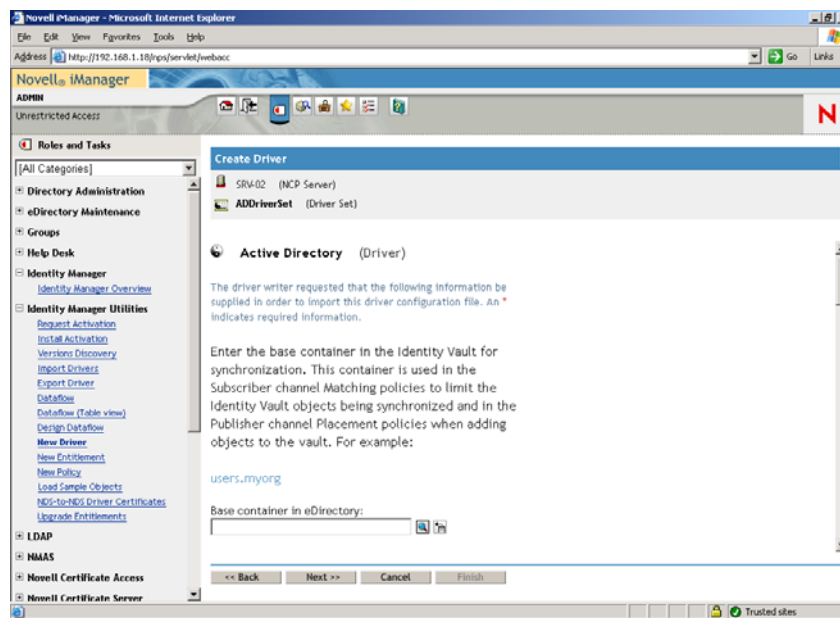 Novell iManager - Microsoft Internet Explorer
File Edit View Favorites Tools Help
Address http://192.168.1.18/nps/servlet/webacc Go Links
Novell® iManager
ADMIN
Unrestricted Access
N
Roles and Tasks
[All Categories]
Directory Administration
eDirectory Maintenance
Groups
Help Desk
Identity Manager
Identity Manager Overview
Identity Manager Utilities
Request Activation
Install Activation
Versions Discovery
Import Drivers
Export Driver
Dataflow
Dataflow (Table view)
Design Dataflow
New Driver
New Entitlement
New Policy
Load Sample Objects
NDS-to-NDS Driver Certificates
Upgrade Entitlements
LDAP
NMAS
Novell Certificate Access
Novell Certificate Server
Create Driver
SRV-02 (NCP Server)
ADDriverSet (Driver Set)
Active Directory (Driver)
The driver writer requested that the following information be
supplied in order to import this driver configuration file. An *
indicates required information.
Enter the base container in the Identity Vault for
synchronization. This container is used in the
Subscriber channel Matching policies to limit the
Identity Vault objects being synchronized and in the
Publisher channel Placement policies when adding
objects to the vault. For example:
users.myorg
Base container in eDirectory:
<< Back Next >> Cancel Finish
Trusted sites